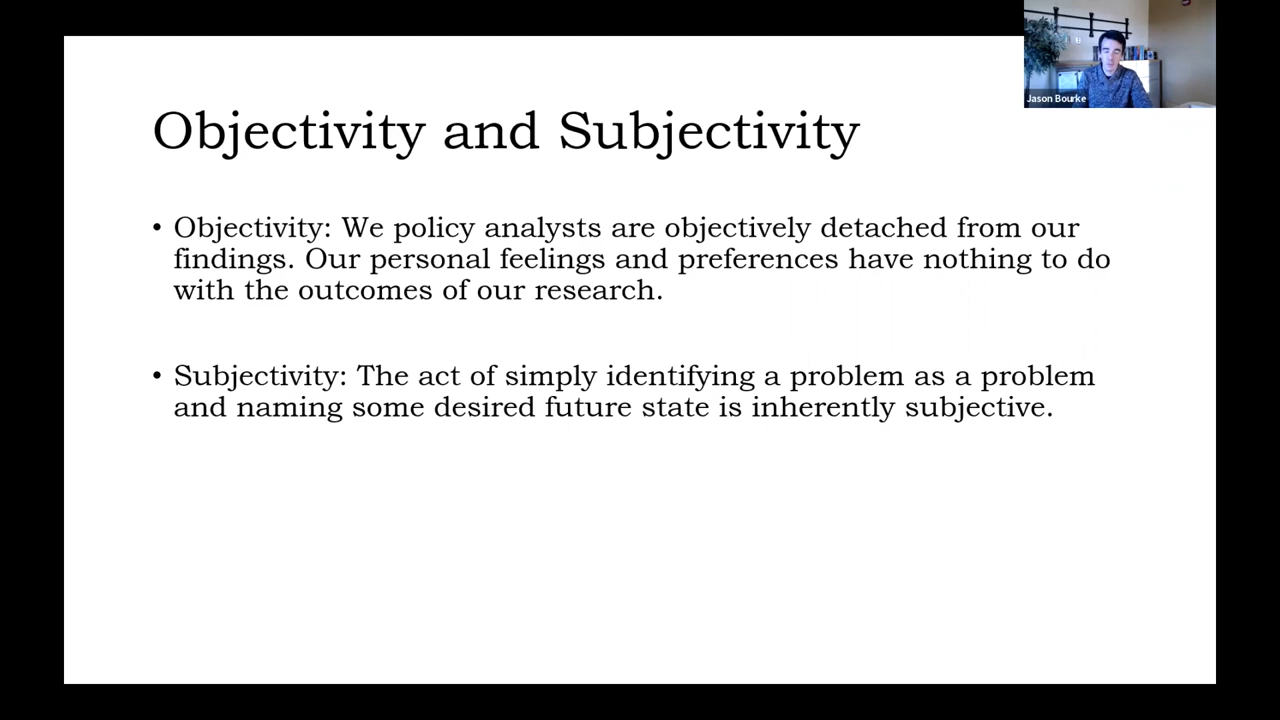 Jason Bourke
Objectivity and Subjectivity
• Objectivity: We policy analysts are objectively detached from our
findings. Our personal feelings and preferences have nothing to do
with the outcomes of our research.
• Subjectivity: The act of simply identifying a problem as a problem
and naming some desired future state is inherently subjective.